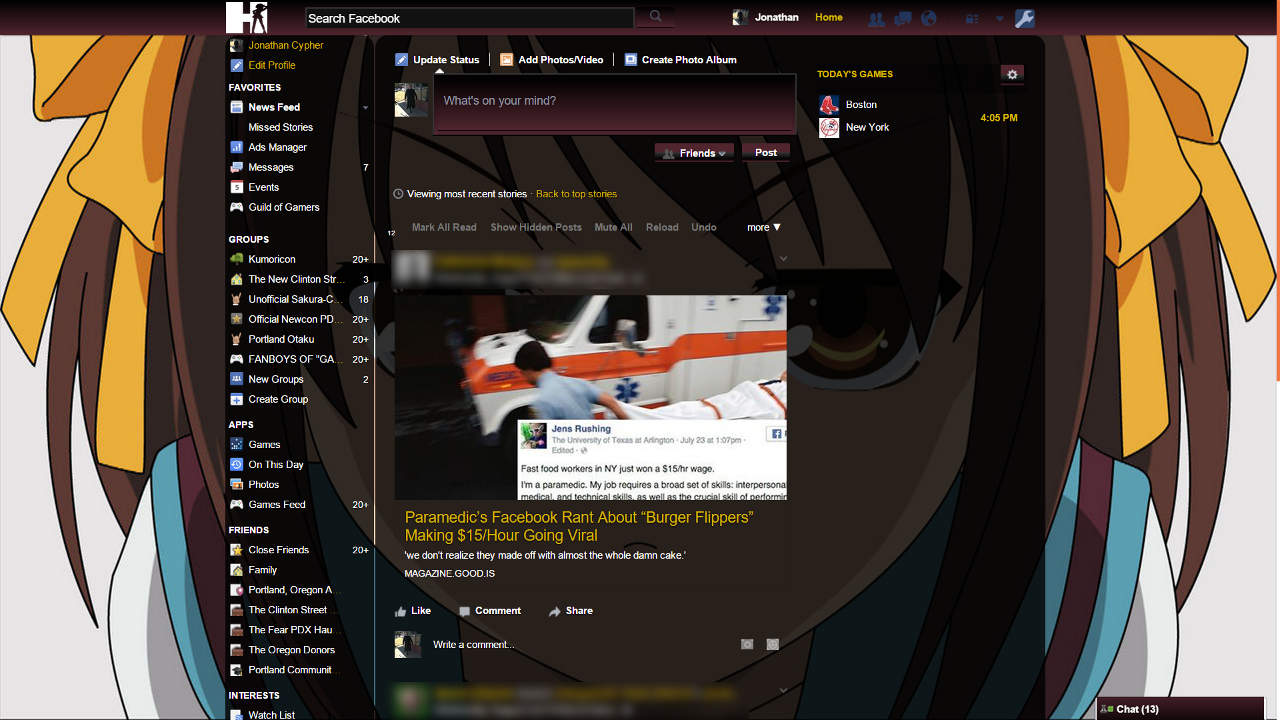 Search Facebook
Jonathan
Home
Jonathan Cypher
Edit Profile
FAVORITES
News Feed
Missed Stories
Ads Manager
Messages 7
Events
Guild of Gamers
GROUPS
Kumoricon 20+
The New Clinton Str... 3
Unofficial Sakura-C... 18
Official Newcon PD... 20+
Portland Otaku 20+
FANBOYS OF "GA... 20+
New Groups 2
Create Group
APPS
Games
On This Day
Photos
Games Feed 20+
FRIENDS
Close Friends 20+
Family
Portland, Oregon A...
The Clinton Street
The Fear PDX Hau...
The Oregon Donors
Portland Communit...
INTERESTS
Watch List
Update Status
Add Photos/Video
Create Photo Album
What's on your mind?
Friends
Post
Viewing most recent stories · Back to top stories
12
Mark All Read
Show Hidden Posts
Mute All
Reload
Undo
more ▼
Jens Rushing
The University of Texas at Arlington · July 23 at 1:07pm ·
Edited ·
Fast food workers in NY just won a $15/hr wage.
I'm a paramedic. My job requires a broad set of skills: interpersona
medical, and technical skills, as well as the crucial skill of performin
Paramedic's Facebook Rant About “Burger Flippers”
Making $15/Hour Going Viral
'we don't realize they made off with almost the whole damn cake.'
MAGAZINE.GOOD.IS
Like
Comment
Share
Write a comment...
TODAY'S GAMES
Boston
New York
4:05 PM
Chat (13)